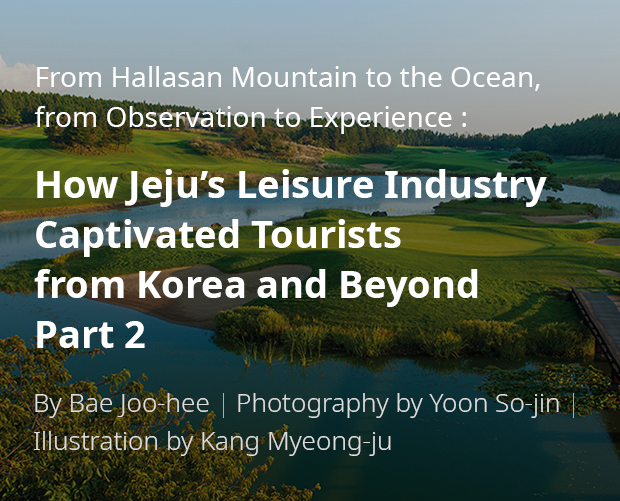 From Hallasan Mountain to the Ocean,
from Observation to Experience :
How Jeju’s Leisure Industry
Captivated Tourists
from Korea and Beyond
Part 2
By Bae Joo-hee | Photography by Yoon So-jin |
Illustration by Kang Myeong-ju